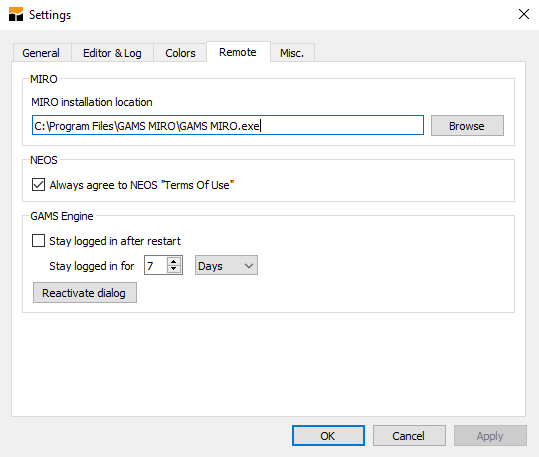 Settings
General
Editor & Log
Colors
Remote
Misc.
MIRO
MIRO installation location
C:\Program Files\GAMS MIRO\GAMS MIRO.exe
Browse
NEOS
Always agree to NEOS "Terms Of Use"
GAMS Engine
Stay logged in after restart
Stay logged in for 7 Days
Reactivate dialog
OK
Cancel
Apply